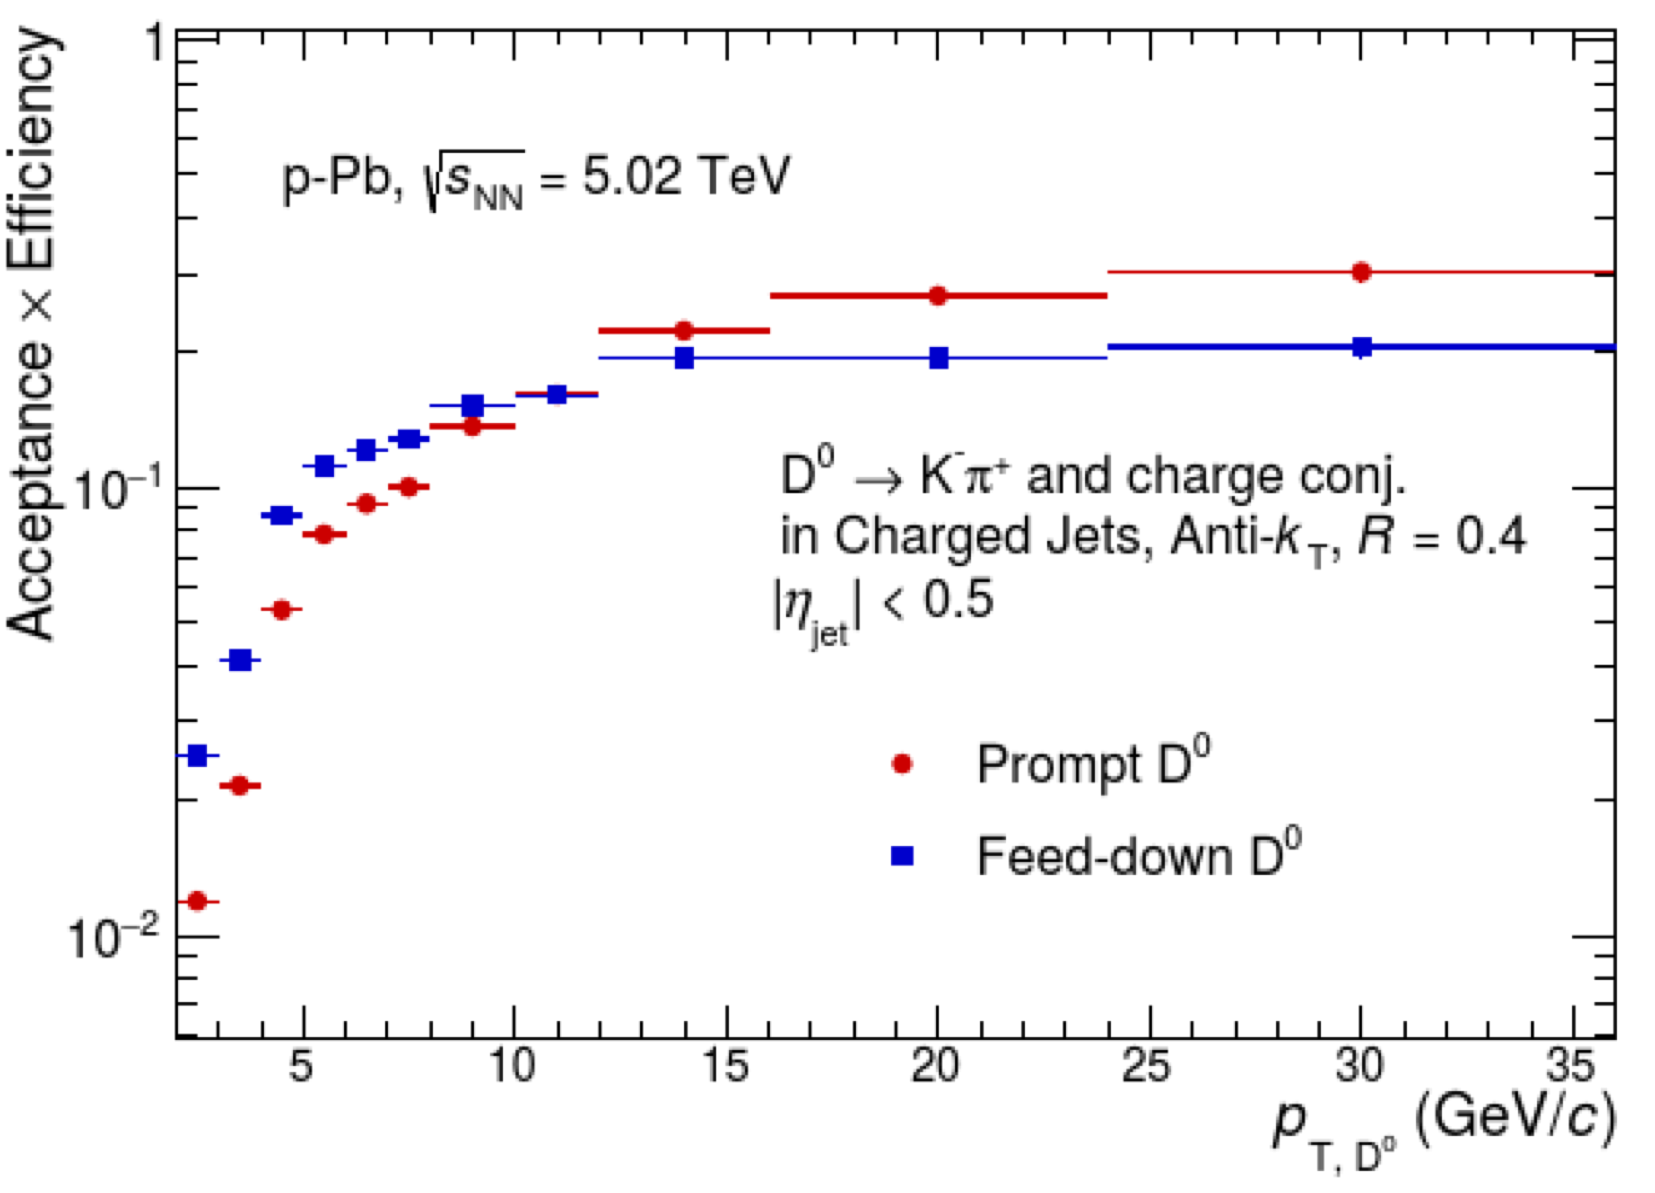 Acceptance × Efficiency
1
10⁻¹
10⁻²
p-Pb, √s_NN = 5.02 TeV
D⁰ → K⁻π⁺ and charge conj.
in Charged Jets, Anti-k_T, R = 0.4
|η_jet| < 0.5
Prompt D⁰
Feed-down D⁰
5 10 15 20 25 30 35
p_T, D⁰ (GeV/c)